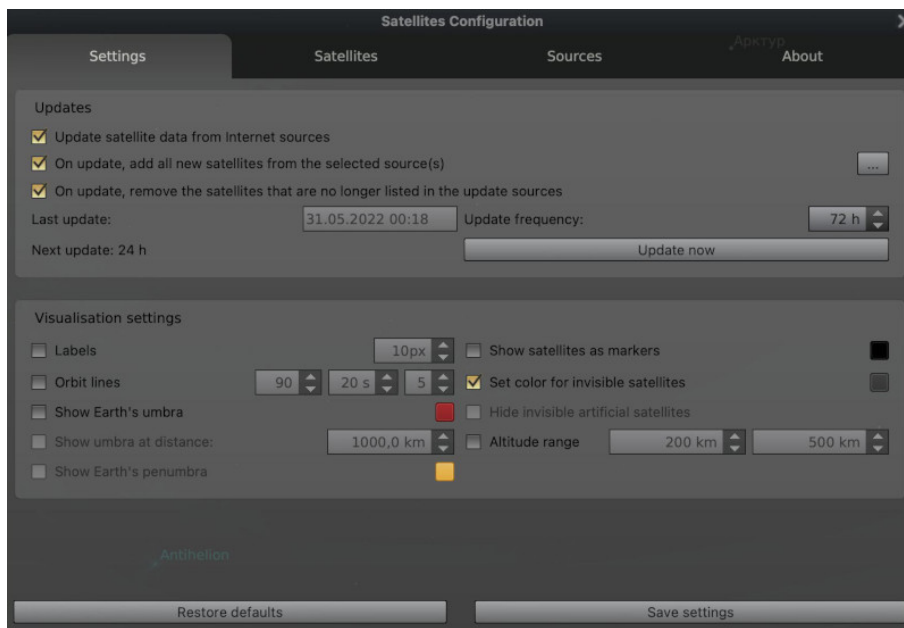 Satellites Configuration
Settings
Satellites
Sources
About
Арктур
Updates
Update satellite data from Internet sources
On update, add all new satellites from the selected source(s)
...
On update, remove the satellites that are no longer listed in the update sources
Last update: 31.05.2022 00:18 Update frequency: 72 h
Next update: 24 h Update now
Visualisation settings
Labels 10px Show satellites as markers
Orbit lines 90 20 s 5 Set color for invisible satellites
Show Earth's umbra Hide invisible artificial satellites
Show umbra at distance: 1000,0 km Altitude range 200 km 500 km
Show Earth's penumbra
Antihelion
Restore defaults Save settings